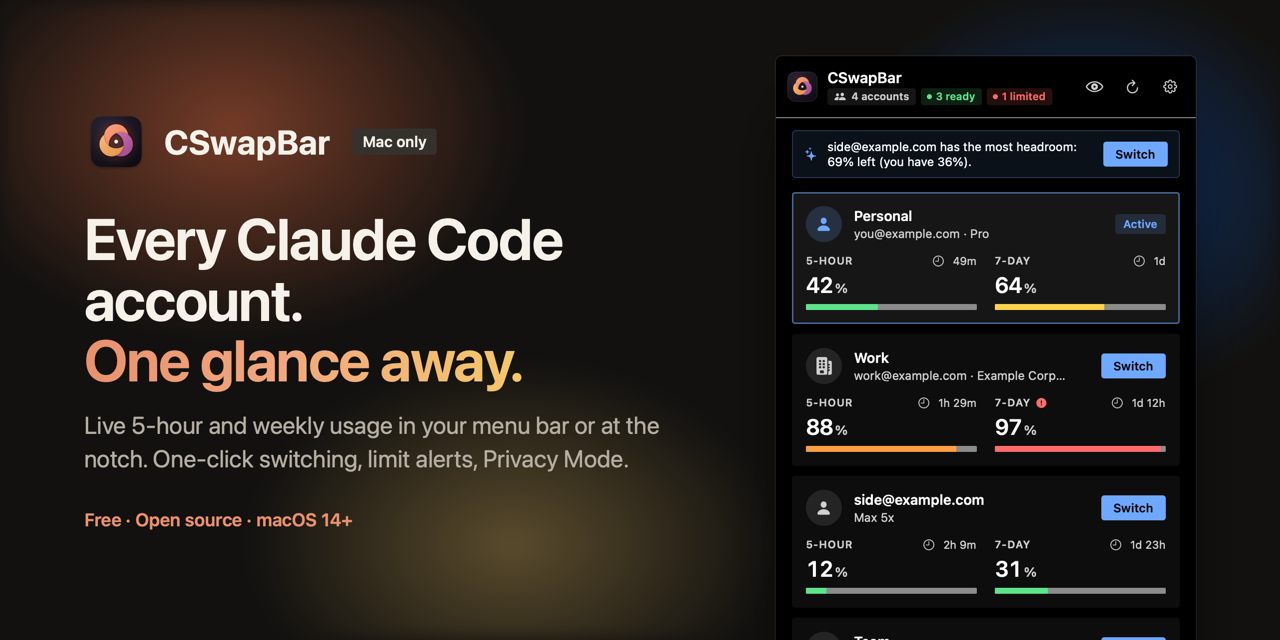 CSwapBar
Mac only
Every Claude Code
account.
One glance away.
Live 5-hour and weekly usage in your menu bar or at the
notch. One-click switching, limit alerts, Privacy Mode.
Free · Open source · macOS 14+
CSwapBar
4 accounts
3 ready
1 limited
side@example.com has the most headroom:
69% left (you have 36%).
Switch
Personal
you@example.com · Pro
Active
5-HOUR 49m
7-DAY 1d
42%
64%
Work
work@example.com · Example Corp...
Switch
5-HOUR 1h 29m
7-DAY 1d 12h
88%
97%
side@example.com
Max 5x
Switch
5-HOUR 2h 9m
7-DAY 1d 23h
12%
31%